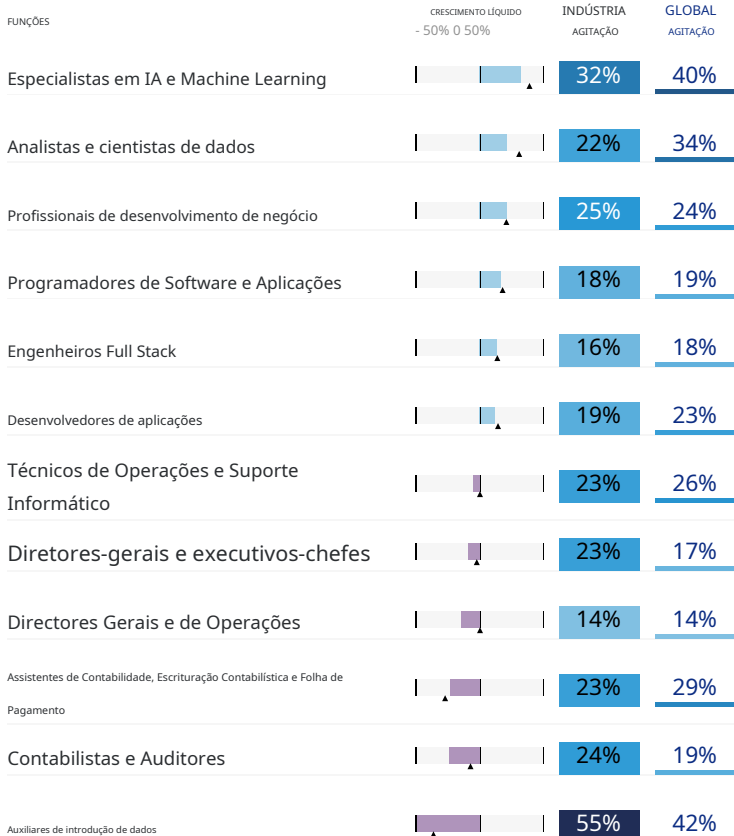 FUNÇÕES
CRESCIMENTO LÍQUIDO
- 50% 0 50%
INDÚSTRIA
AGITAÇÃO
GLOBAL
AGITAÇÃO
Especialistas em IA e Machine Learning 32% 40%
Analistas e cientistas de dados 22% 34%
Profissionais de desenvolvimento de negócio 25% 24%
Programadores de Software e Aplicações 18% 19%
Engenheiros Full Stack 16% 18%
Desenvolvedores de aplicações 19% 23%
Técnicos de Operações e Suporte
Informático 23% 26%
Diretores-gerais e executivos-chefes 23% 17%
Directores Gerais e de Operações 14% 14%
Assistentes de Contabilidade, Escrituração Contabilística e Folha de
Pagamento 23% 29%
Contabilistas e Auditores 24% 19%
Auxiliares de introdução de dados 55% 42%